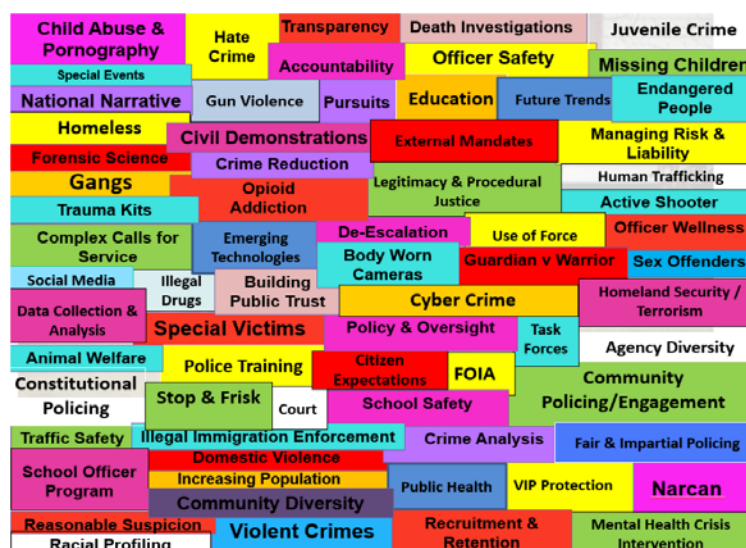 Child Abuse &
Pornography
Hate
Crime
Transparency
Death Investigations
Juvenile Crime
Special Events
Accountability
Officer Safety
Missing Children
National Narrative
Gun Violence
Pursuits
Education
Future Trends
Endangered
People
Homeless
Civil Demonstrations
External Mandates
Managing Risk &
Liability
Forensic Science
Crime Reduction
Gangs
Opioid
Addiction
Legitimacy & Procedural
Justice
Human Trafficking
Trauma Kits
Active Shooter
Complex Calls for
Service
Emerging
Technologies
De-Escalation
Use of Force
Officer Wellness
Body Worn
Cameras
Guardian v Warrior
Sex Offenders
Social Media
Illegal
Drugs
Building
Public Trust
Cyber Crime
Homeland Security /
Terrorism
Data Collection &
Analysis
Special Victims
Policy & Oversight
Task
Forces
Agency Diversity
Animal Welfare
Police Training
Citizen
Expectations
FOIA
Community
Policing/Engagement
Constitutional
Policing
Stop & Frisk
Court
School Safety
Traffic Safety
Illegal Immigration Enforcement
Crime Analysis
Fair & Impartial Policing
School Officer
Program
Domestic Violence
Increasing Population
Public Health
VIP Protection
Narcan
Community Diversity
Reasonable Suspicion
Violent Crimes
Recruitment &
Retention
Mental Health Crisis
Intervention
Racial Profiling